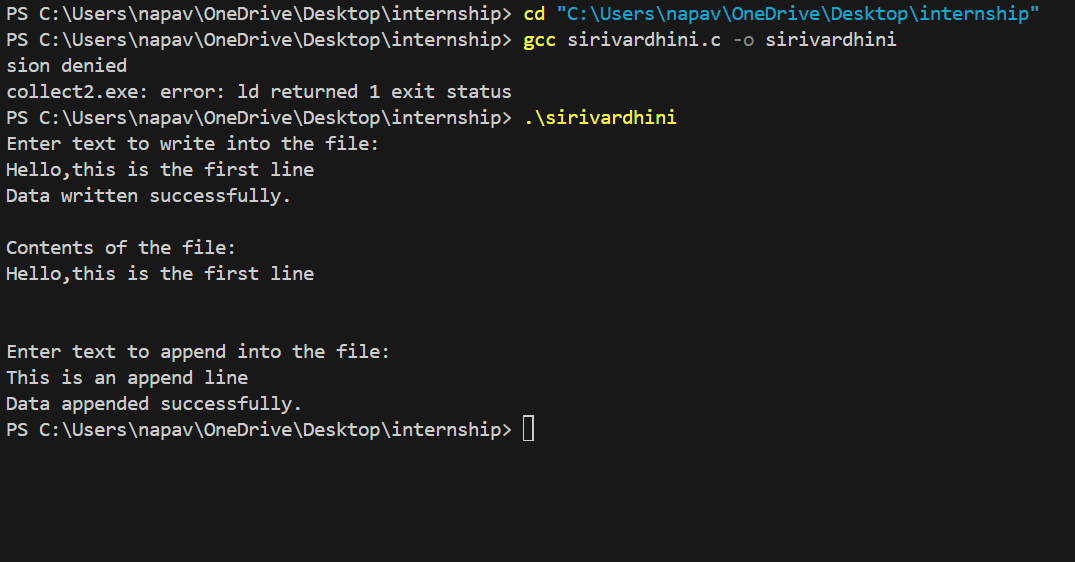 PS C:\Users\napav\OneDrive\Desktop\internship> cd "C:\Users\napav\OneDrive\Desktop\internship"
PS C:\Users\napav\OneDrive\Desktop\internship> gcc sirivardhini.c -o sirivardhini
sion denied
collect2.exe: error: ld returned 1 exit status
PS C:\Users\napav\OneDrive\Desktop\internship> .\sirivardhini
Enter text to write into the file:
Hello,this is the first line
Data written successfully.
Contents of the file:
Hello,this is the first line
Enter text to append into the file:
This is an append line
Data appended successfully.
PS C:\Users\napav\OneDrive\Desktop\internship>